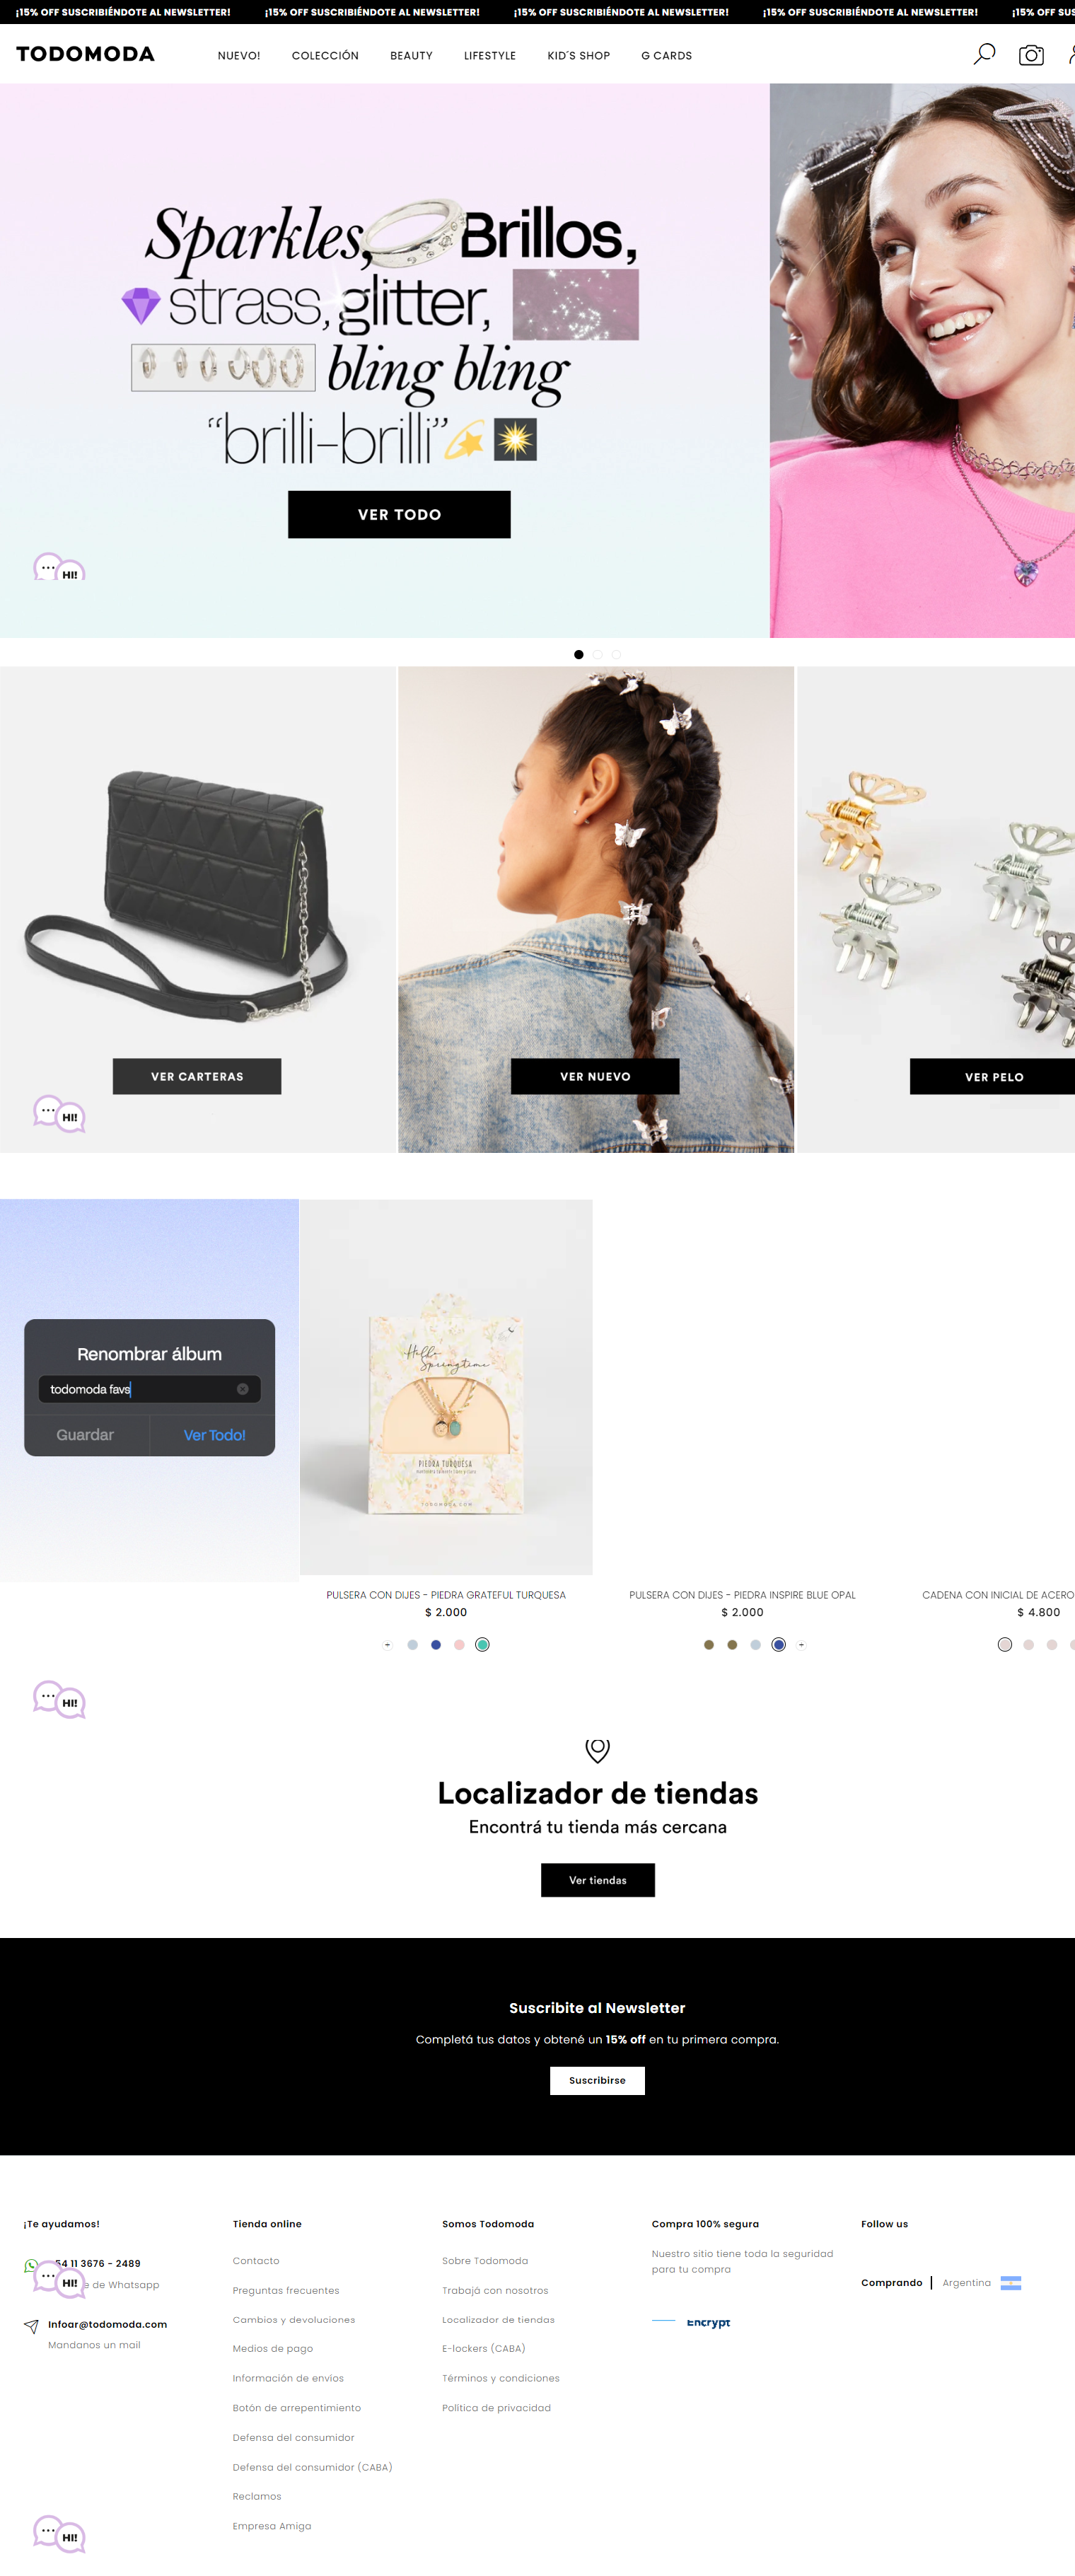 ¡15% OFF SUSCRIBIÉNDOTE AL NEWSLETTER! ¡15% OFF SUSCRIBIÉNDOTE AL NEWSLETTER! ¡15% OFF SUSCRIBIÉNDOTE AL NEWSLETTER! ¡15% OFF SUSCRIBIÉNDOTE AL NEWSLETTER! ¡15% OFF
TODOMODA
NUEVO! COLECCIÓN BEAUTY LIFESTYLE KID´S SHOP G CARDS
Sparkles, Brillos,
strass, glitter,
bling bling
“brilli-brilli”
VER TODO
HI!
VER CARTERAS
VER NUEVO
VER PELO
HI!
Renombrar álbum
todomoda favs
Guardar Ver Todo!
Hello
Springtime
PIEDRA TURQUESA
TODOMODA.COM
PULSERA CON DIJES - PIEDRA GRATEFUL TURQUESA
$ 2.000
PULSERA CON DIJES - PIEDRA INSPIRE BLUE OPAL
$ 2.000
CADENA CON INICIAL DE ACERO
$ 4.800
HI!
Localizador de tiendas
Encontrá tu tienda más cercana
Ver tiendas
Suscribite al Newsletter
Completá tus datos y obtené un 15% off en tu primera compra.
Suscribirse
¡Te ayudamos!
54 11 3676 - 2489
de Whatsapp
HI!
Infoar@todomoda.com
Mandanos un mail
Tienda online
Contacto
Preguntas frecuentes
Cambios y devoluciones
Medios de pago
Información de envíos
Botón de arrepentimiento
Defensa del consumidor
Defensa del consumidor (CABA)
Reclamos
Empresa Amiga
Somos Todomoda
Sobre Todomoda
Trabajá con nosotros
Localizador de tiendas
E-lockers (CABA)
Términos y condiciones
Política de privacidad
Compra 100% segura
Nuestro sitio tiene toda la seguridad
para tu compra
Encrypt
Follow us
Comprando Argentina
HI!